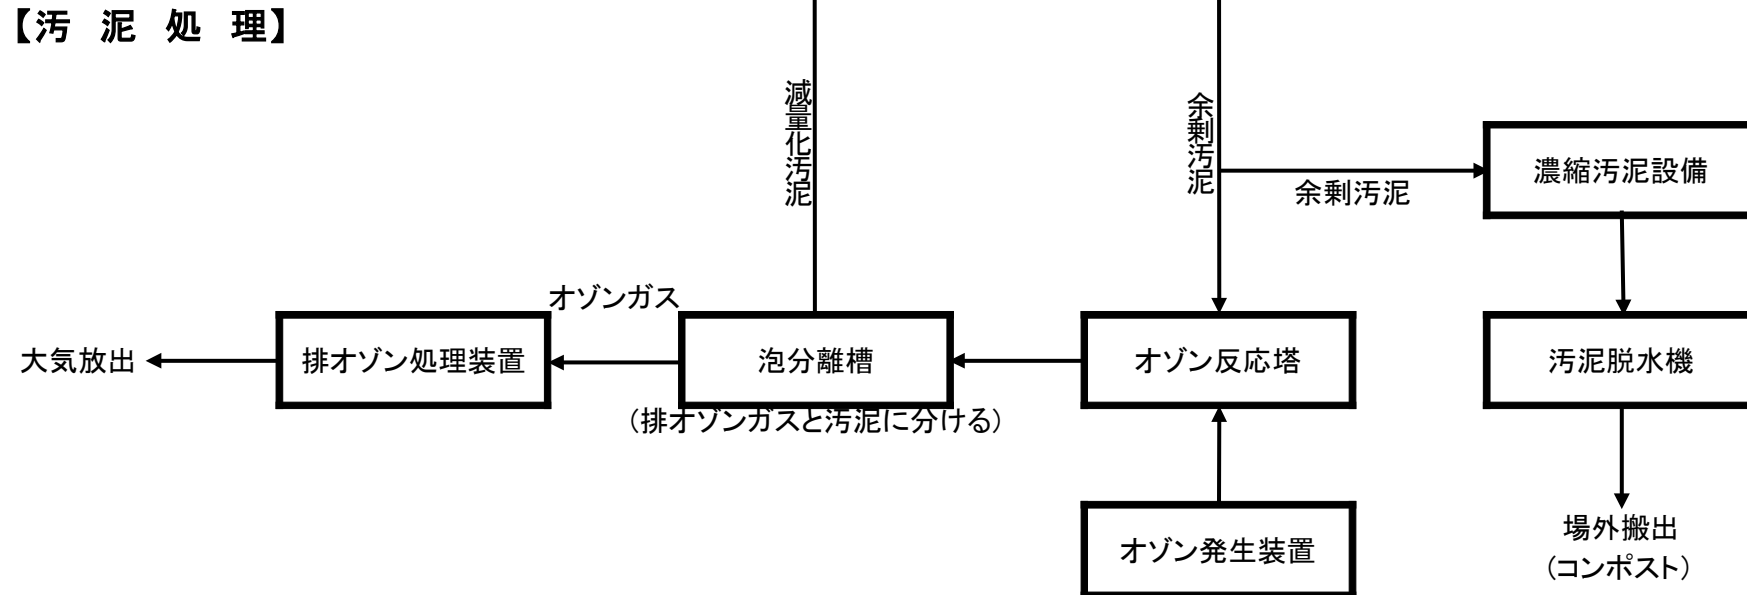 【汚 泥 処 理】
減量化汚泥
余剰汚泥
濃縮汚泥設備
余剰汚泥
オゾンガス
大気放出
排オゾン処理装置
泡分離槽
オゾン反応塔
汚泥脱水機
(排オゾンガスと汚泥に分ける)
オゾン発生装置
場外搬出
(コンポスト)